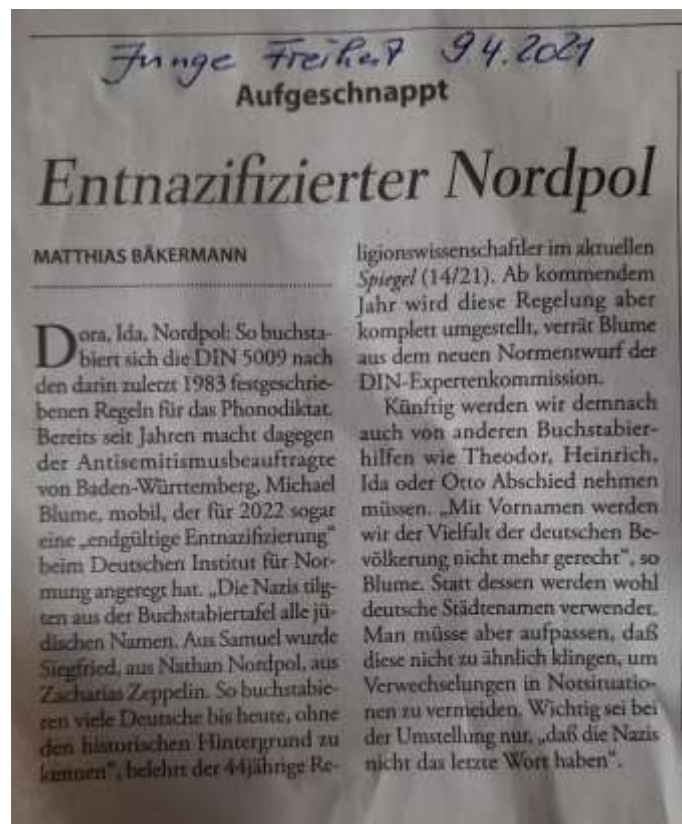 Junge Freiheit 9.4.2021
Aufgeschnappt
Entnazifizierter Nordpol
MATTHIAS BÄKERMANN
Dora, Ida, Nordpol: So buchsta-
biert sich die DIN 5009 nach
den darin zuletzt 1983 festgeschrie-
benen Regeln für das Phonodiktat.
Bereits seit Jahren macht dagegen
der Antisemitismusbeauftragte
von Baden-Württemberg, Michael
Blume, mobil, der für 2022 sogar
eine „endgültige Entnazifizierung“
beim Deutschen Institut für Nor-
mung angeregt hat. „Die Nazis tilg-
ten aus der Buchstabiertafel alle jü-
dischen Namen. Aus Samuel wurde
Siegfried, aus Nathan Nordpol, aus
Zacharias Zeppelin. So buchstabie-
ren viele Deutsche bis heute, ohne
den historischen Hintergrund zu
kennen“, belehrt der 44jährige Re-
ligionswissenschaftler im aktuellen
Spiegel (14/21). Ab kommendem
Jahr wird diese Regelung aber
komplett umgestellt, verrät Blume
aus dem neuen Normentwurf der
DIN-Expertenkommission.
Künftig werden wir demnach
auch von anderen Buchstabier-
hilfen wie Theodor, Heinrich,
Ida oder Otto Abschied nehmen
müssen. „Mit Vornamen werden
wir der Vielfalt der deutschen Be-
völkerung nicht mehr gerecht“, so
Blume. Statt dessen werden wohl
deutsche Städtenamen verwendet.
Man müsse aber aufpassen, daß
diese nicht zu ähnlich klingen, um
Verwechselungen in Notsituatio-
nen zu vermeiden. Wichtig sei bei
der Umstellung nur, „daß die Nazis
nicht das letzte Wort haben“.